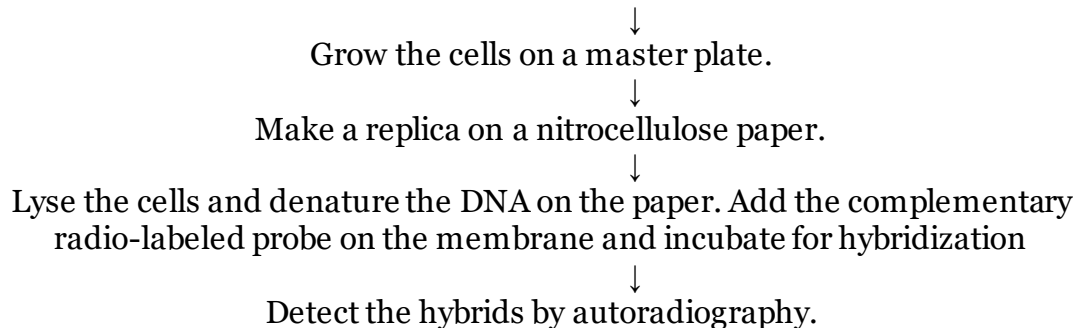 ↓
Grow the cells on a master plate.
↓
Make a replica on a nitrocellulose paper.
↓
Lyse the cells and denature the DNA on the paper. Add the complementary
radio-labeled probe on the membrane and incubate for hybridization
↓
Detect the hybrids by autoradiography.